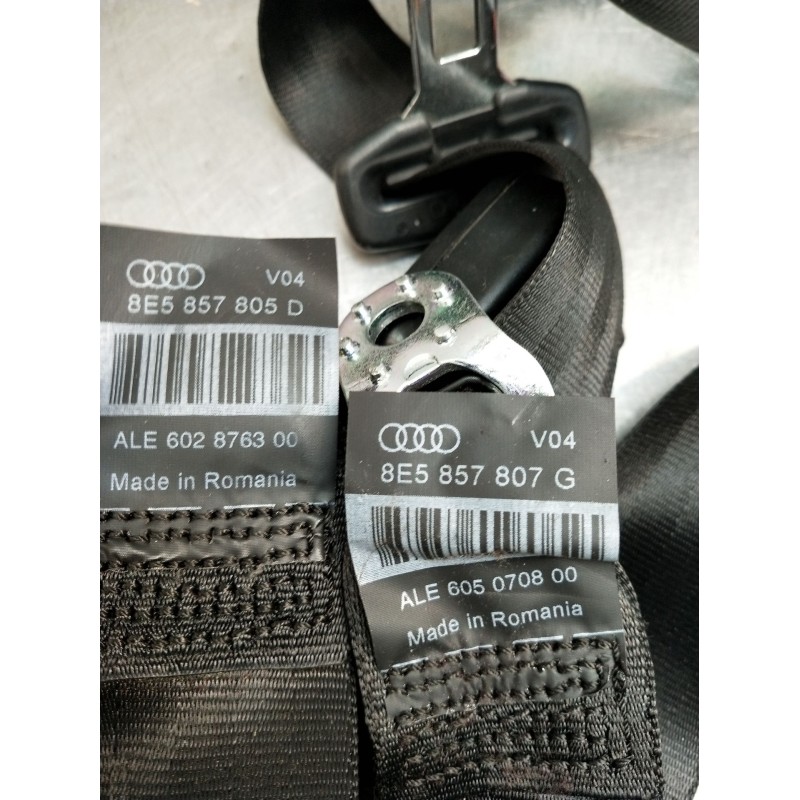 V04
8E5 857 805 D
ALE 602 8763 00
Made in Romania
V04
8E5 857 807 G
ALE 605 0708 00
Made in Romania